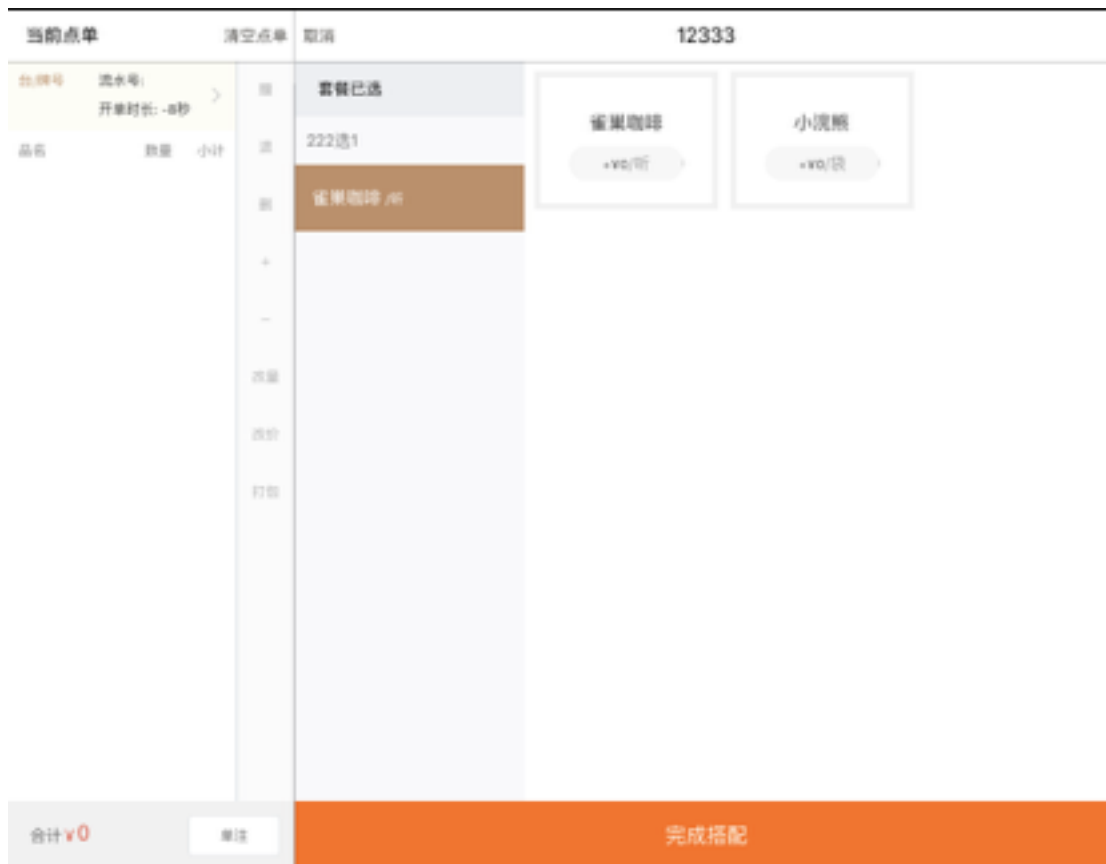 当前点单
清空点单
取消
12333
台/牌号
流水号:
开单时长: -8秒
品名
数量
小计
删
+
-
改量
改价
打包
套餐已选
222选1
雀巢咖啡 /听
雀巢咖啡
+¥0/听
小浣熊
+¥0/袋
合计¥0
单注
完成搭配